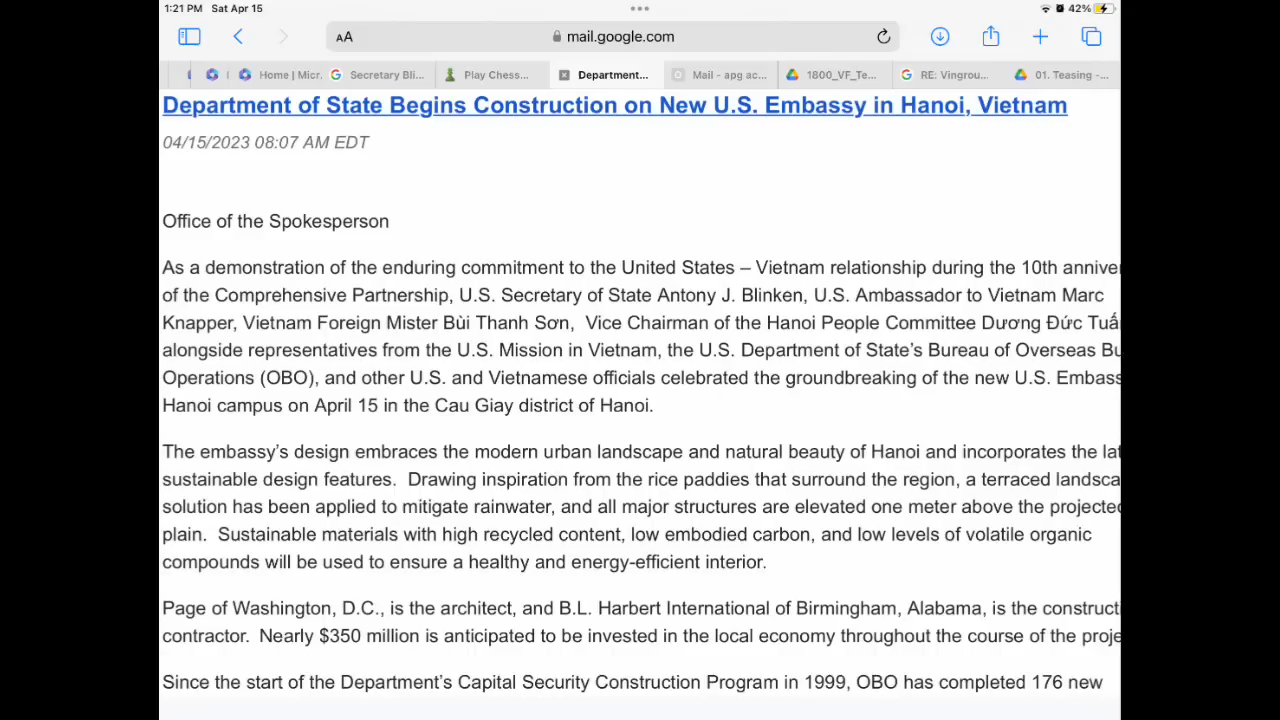 1:21 PM Sat Apr 15
42%
AA
mail.google.com
Home | Micr.
Secretary Bli...
Play Chess...
Department...
Mail - apg ac...
1800_VF_Te...
RE: Vingrou...
01. Teasing -...
Department of State Begins Construction on New U.S. Embassy in Hanoi, Vietnam
04/15/2023 08:07 AM EDT
Office of the Spokesperson
As a demonstration of the enduring commitment to the United States – Vietnam relationship during the 10th anniver
of the Comprehensive Partnership, U.S. Secretary of State Antony J. Blinken, U.S. Ambassador to Vietnam Marc
Knapper, Vietnam Foreign Mister Bùi Thanh Sơn, Vice Chairman of the Hanoi People Committee Dương Đức Tuấ
alongside representatives from the U.S. Mission in Vietnam, the U.S. Department of State's Bureau of Overseas Bu
Operations (OBO), and other U.S. and Vietnamese officials celebrated the groundbreaking of the new U.S. Embass
Hanoi campus on April 15 in the Cau Giay district of Hanoi.
The embassy's design embraces the modern urban landscape and natural beauty of Hanoi and incorporates the lat
sustainable design features. Drawing inspiration from the rice paddies that surround the region, a terraced landsca
solution has been applied to mitigate rainwater, and all major structures are elevated one meter above the projected
plain. Sustainable materials with high recycled content, low embodied carbon, and low levels of volatile organic
compounds will be used to ensure a healthy and energy-efficient interior.
Page of Washington, D.C., is the architect, and B.L. Harbert International of Birmingham, Alabama, is the constructi
contractor. Nearly $350 million is anticipated to be invested in the local economy throughout the course of the proje
Since the start of the Department's Capital Security Construction Program in 1999, OBO has completed 176 new